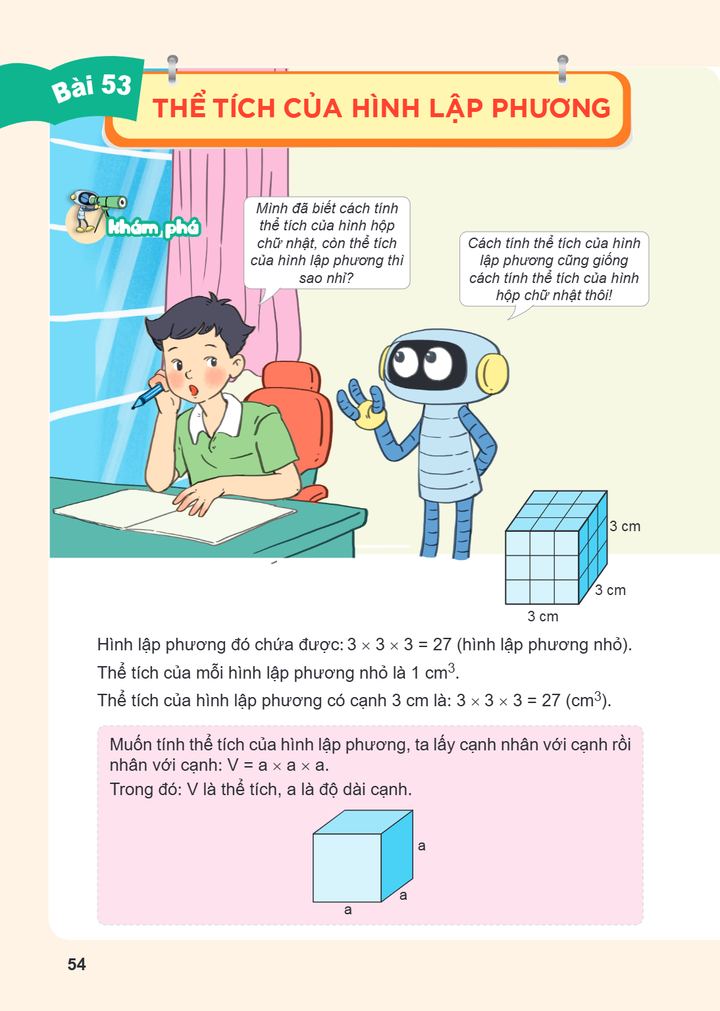 Bài 53
THỂ TÍCH CỦA HÌNH LẬP PHƯƠNG
khám phá
Mình đã biết cách tính
thể tích của hình hộp
chữ nhật, còn thể tích
của hình lập phương thì
sao nhỉ?
Cách tính thể tích của hình
lập phương cũng giống
cách tính thể tích của hình
hộp chữ nhật thôi!
3 cm
3 cm
3 cm
Hình lập phương đó chứa được: 3 × 3 × 3 = 27 (hình lập phương nhỏ).
Thể tích của mỗi hình lập phương nhỏ là 1 cm³.
Thể tích của hình lập phương có cạnh 3 cm là: 3 × 3 × 3 = 27 (cm³).
Muốn tính thể tích của hình lập phương, ta lấy cạnh nhân với cạnh rồi
nhân với cạnh: V = a × a × a.
Trong đó: V là thể tích, a là độ dài cạnh.
a
a
a
54